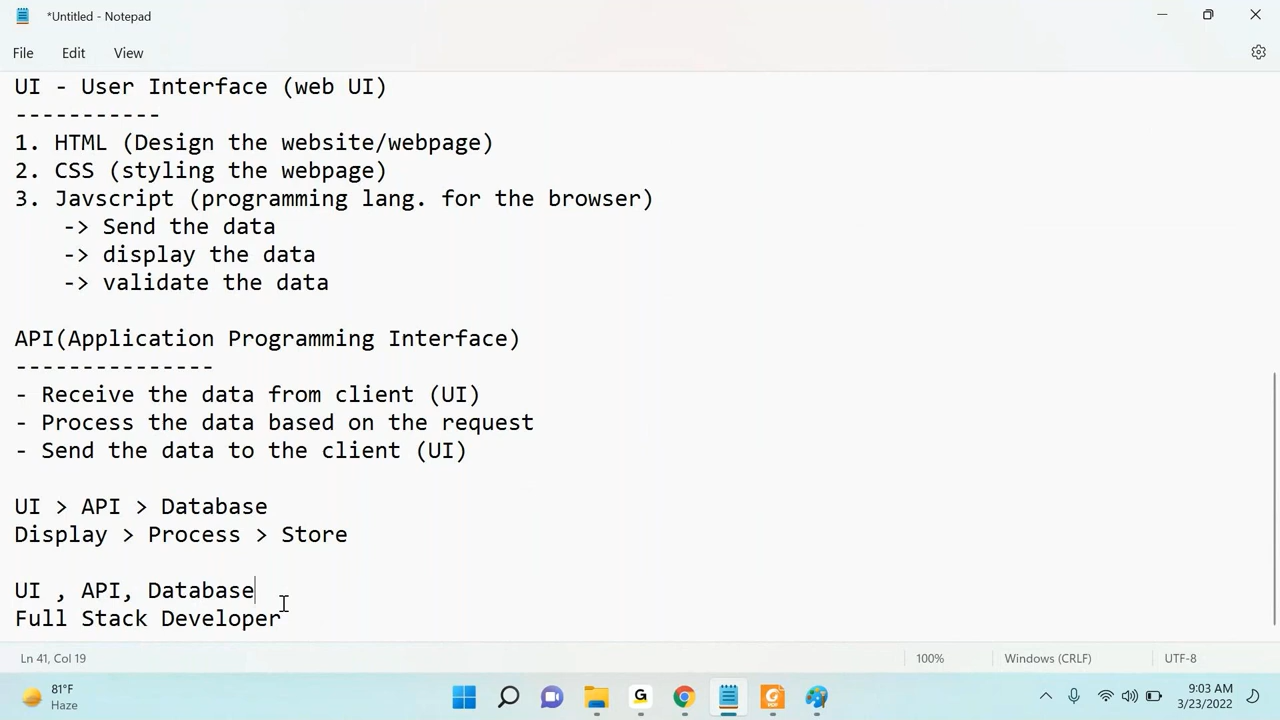 *Untitled - Notepad
File Edit View
UI - User Interface (web UI)
-----------
1. HTML (Design the website/webpage)
2. CSS (styling the webpage)
3. Javscript (programming lang. for the browser)
-> Send the data
-> display the data
-> validate the data
API(Application Programming Interface)
---------------
- Receive the data from client (UI)
- Process the data based on the request
- Send the data to the client (UI)
UI > API > Database
Display > Process > Store
UI , API, Database
Full Stack Developer
Ln 41, Col 19 100% Windows (CRLF) UTF-8
81°F
Haze
9:03 AM
3/23/2022